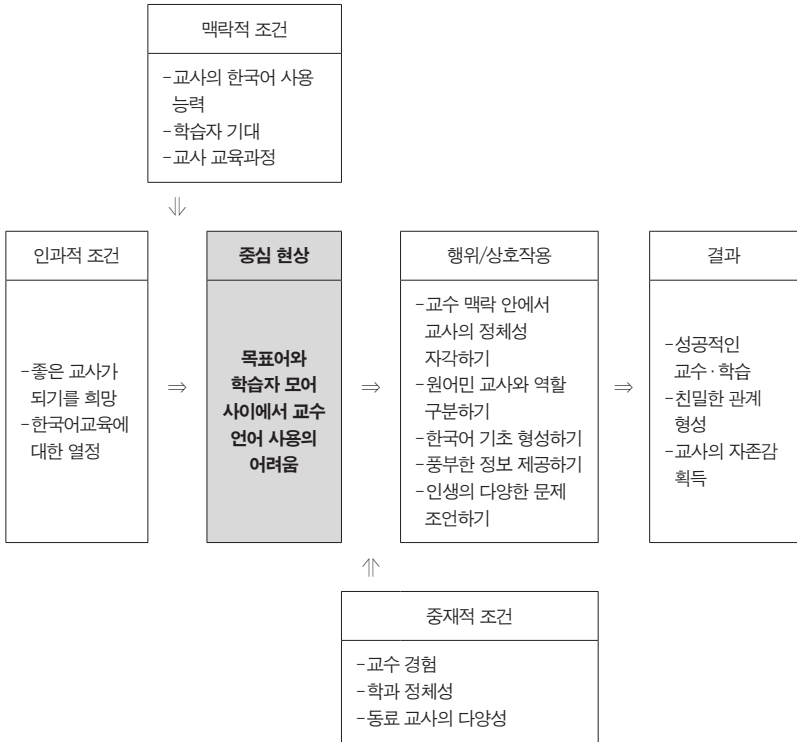 맥락적 조건
-교사의 한국어 사용
능력
-학습자 기대
-교사 교육과정
⇓
인과적 조건
-좋은 교사가
되기를 희망
-한국어교육에
대한 열정
⇒
중심 현상
목표어와
학습자 모어
사이에서 교수
언어 사용의
어려움
⇒
행위/상호작용
-교수 맥락 안에서
교사의 정체성
자각하기
-원어민 교사와 역할
구분하기
-한국어 기초 형성하기
-풍부한 정보 제공하기
-인생의 다양한 문제
조언하기
⇒
결과
-성공적인
교수·학습
-친밀한 관계
형성
-교사의 자존감
획득
⇑
중재적 조건
-교수 경험
-학과 정체성
-동료 교사의 다양성